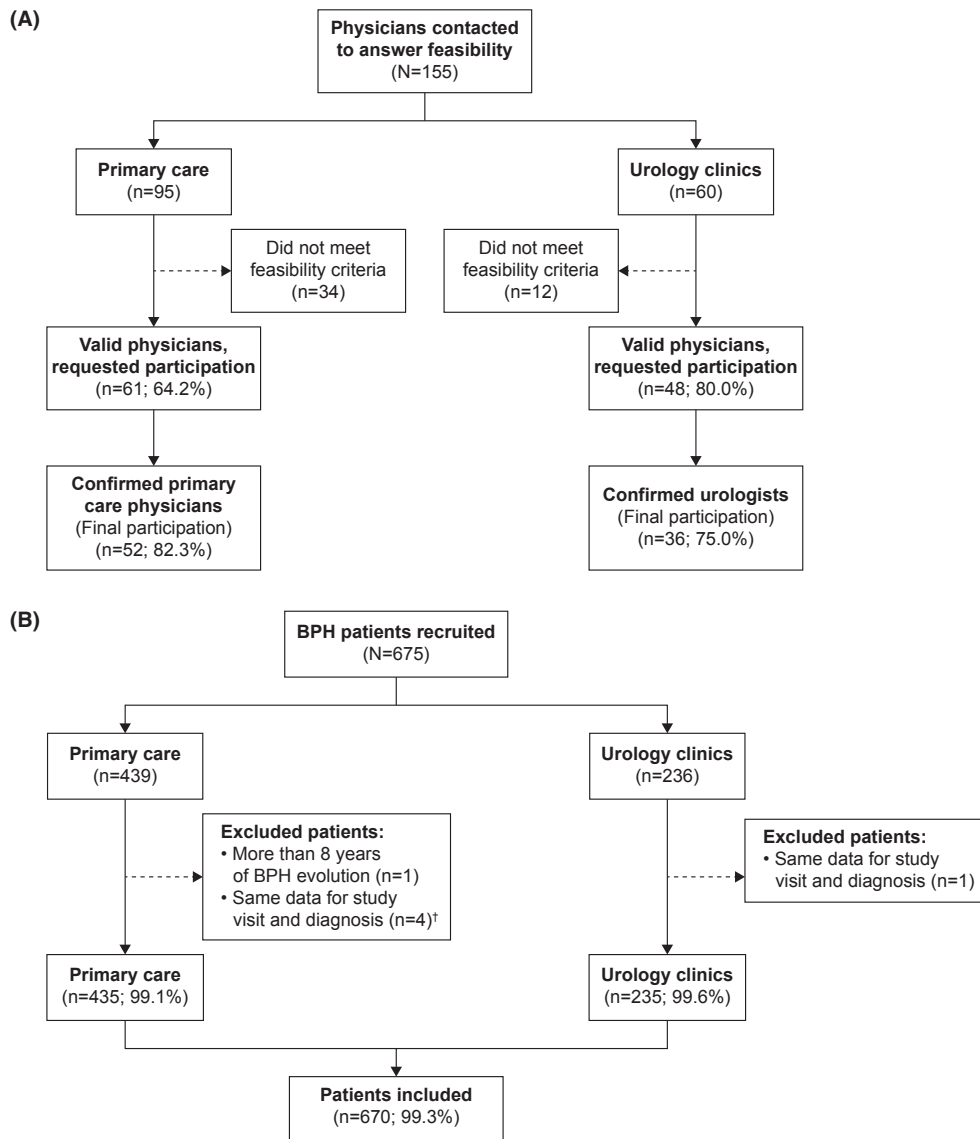 (A)
Physicians contacted
to answer feasibility
(N=155)
Primary care
(n=95)
Urology clinics
(n=60)
Did not meet
feasibility criteria
(n=34)
Did not meet
feasibility criteria
(n=12)
Valid physicians,
requested participation
(n=61; 64.2%)
Valid physicians,
requested participation
(n=48; 80.0%)
Confirmed primary
care physicians
(Final participation)
(n=52; 82.3%)
Confirmed urologists
(Final participation)
(n=36; 75.0%)
(B)
BPH patients recruited
(N=675)
Primary care
(n=439)
Urology clinics
(n=236)
Excluded patients:
• More than 8 years
of BPH evolution (n=1)
• Same data for study
visit and diagnosis (n=4)†
Excluded patients:
• Same data for study
visit and diagnosis (n=1)
Primary care
(n=435; 99.1%)
Urology clinics
(n=235; 99.6%)
Patients included
(n=670; 99.3%)